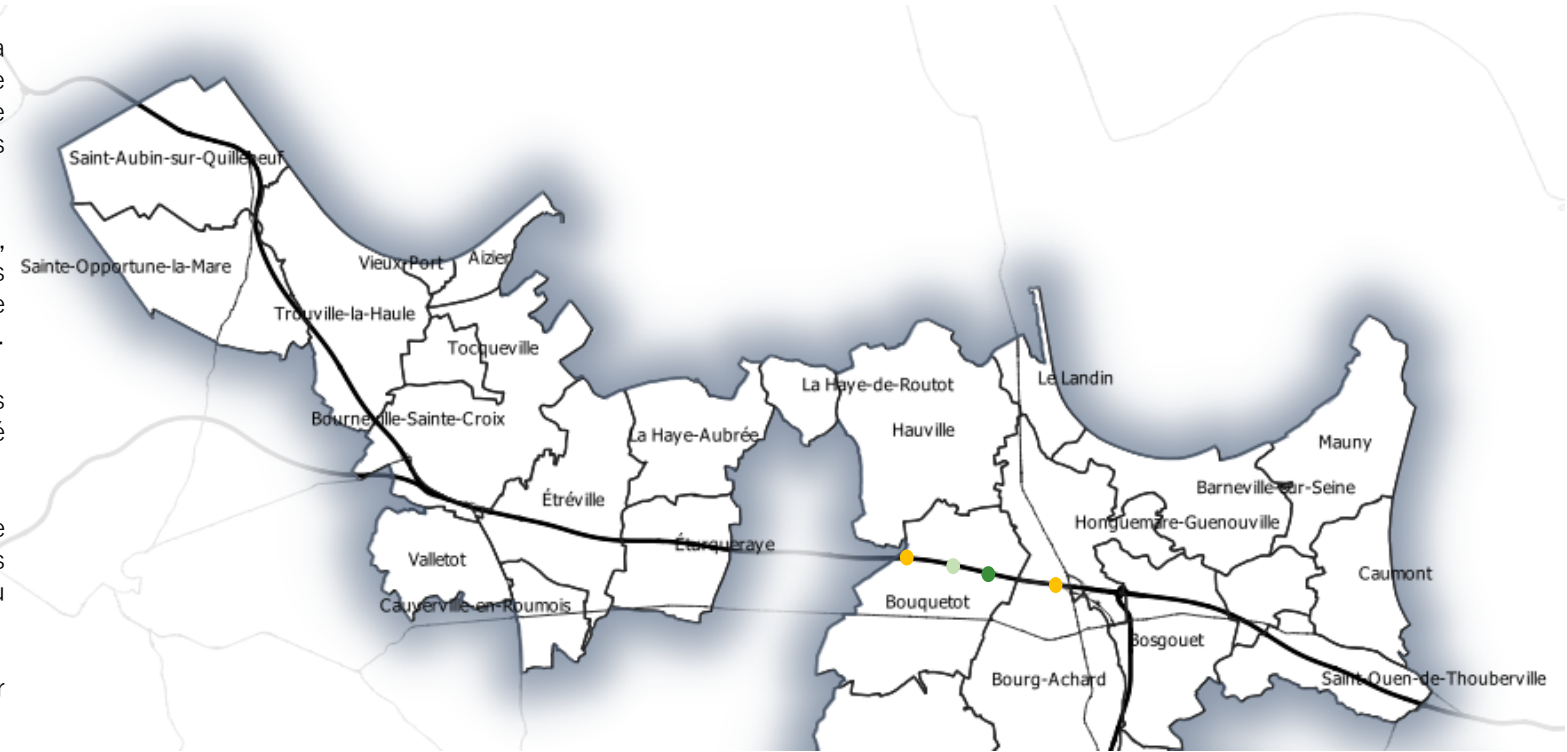 a
e
e
s
Saint-Aubin-sur-Quillebeuf
,
Sainte-Opportune-la-Mare
Vieux-Port
Aizier
s
e
Trouville-la-Haule
.
Tocqueville
La Haye-de-Routot
Le Landin
s
é
Bourneville-Sainte-Croix
La Haye-Aubrée
Hauville
Mauny
Étréville
Barneville-sur-Seine
e
Honguemare-Guenouville
Éturqueraye
s
Valletot
Caumont
u
Cauverville-en-Roumois
Bouquetot
Bosgouet
r
Bourg-Achard
Saint-Ouen-de-Thouberville